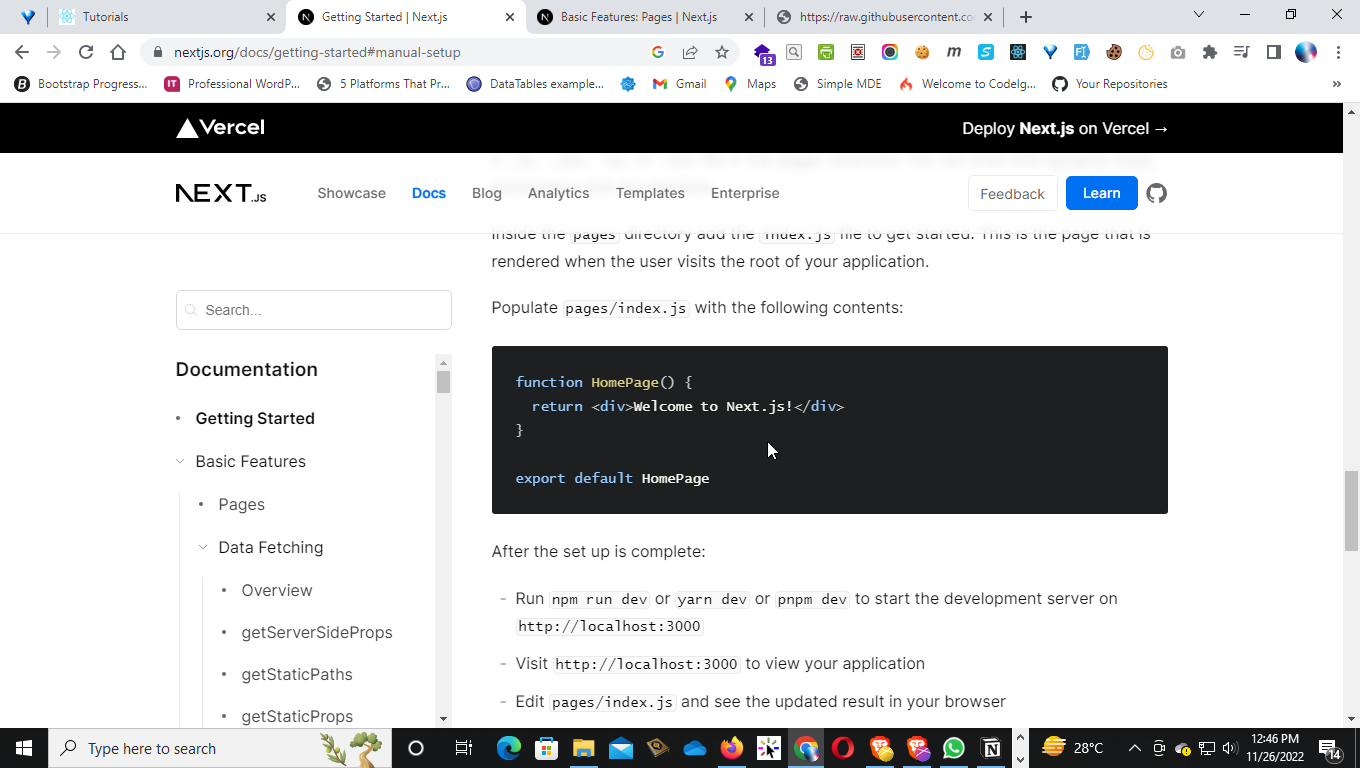 Tutorials
Getting Started | Next.js
Basic Features: Pages | Next.js
https://raw.githubusercontent.co
nextjs.org/docs/getting-started#manual-setup
13
Bootstrap Progress...
Professional WordP...
5 Platforms That Pr...
DataTables example...
Gmail
Maps
Simple MDE
Welcome to CodeIg...
Your Repositories
»
Vercel
Deploy Next.js on Vercel →
NEXT.JS
Showcase
Docs
Blog
Analytics
Templates
Enterprise
Feedback
Learn
Inside the pages directory add the index.js file to get started. This is the page that is
rendered when the user visits the root of your application.
Search...
Populate pages/index.js with the following contents:
Documentation
Getting Started
Basic Features
Pages
Data Fetching
Overview
getServerSideProps
getStaticPaths
getStaticProps
function HomePage() {
return <div>Welcome to Next.js!</div>
}
export default HomePage
After the set up is complete:
- Run npm run dev or yarn dev or pnpm dev to start the development server on
http://localhost:3000
- Visit http://localhost:3000 to view your application
- Edit pages/index.js and see the updated result in your browser
Type here to search
28°C
12:46 PM
11/26/2022
14